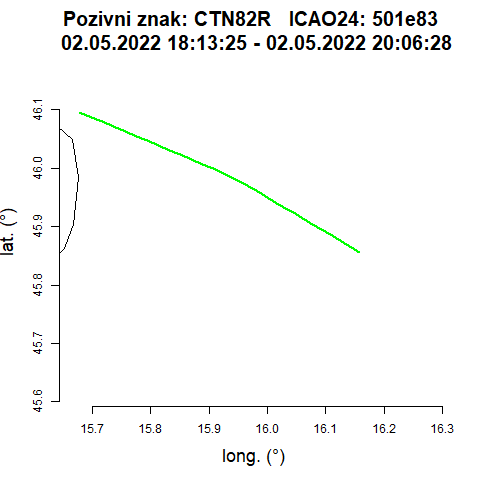 Pozivni znak: CTN82R   ICAO24: 501e83
02.05.2022 18:13:25 - 02.05.2022 20:06:28
46.1
46.0
45.9
45.8
45.7
45.6
lat. (°)
15.7 15.8 15.9 16.0 16.1 16.2 16.3
long. (°)